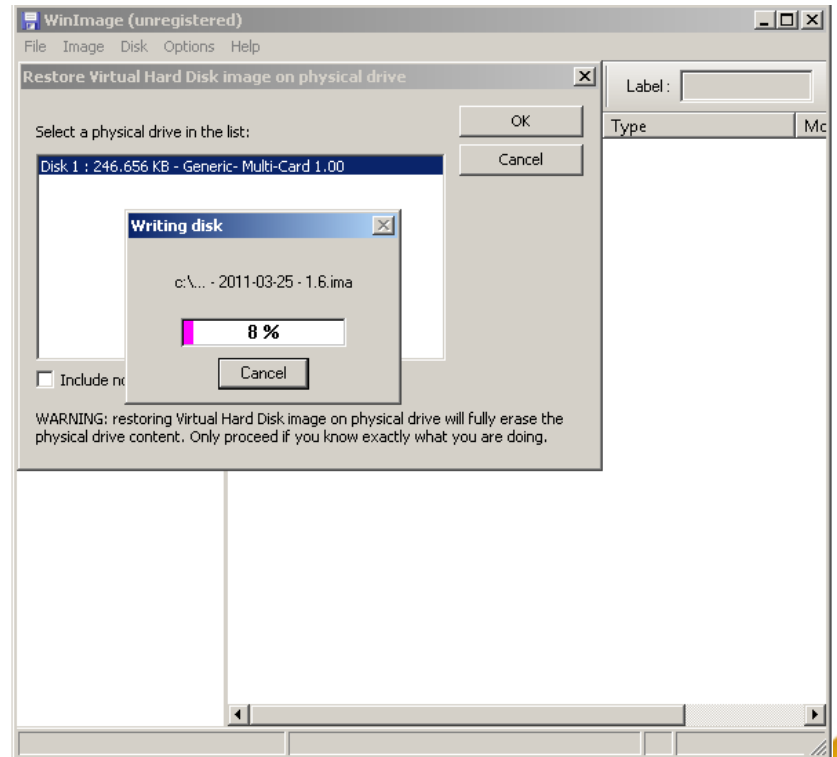 WinImage (unregistered)
File Image Disk Options Help
Restore Virtual Hard Disk image on physical drive
Label :
OK
Select a physical drive in the list:
Type
Cancel
Disk 1 : 246.656 KB - Generic- Multi-Card 1.00
Writing disk
c:\... - 2011-03-25 - 1.6.ima
8 %
Cancel
Include
WARNING: restoring Virtual Hard Disk image on physical drive will fully erase the
physical drive content. Only proceed if you know exactly what you are doing.